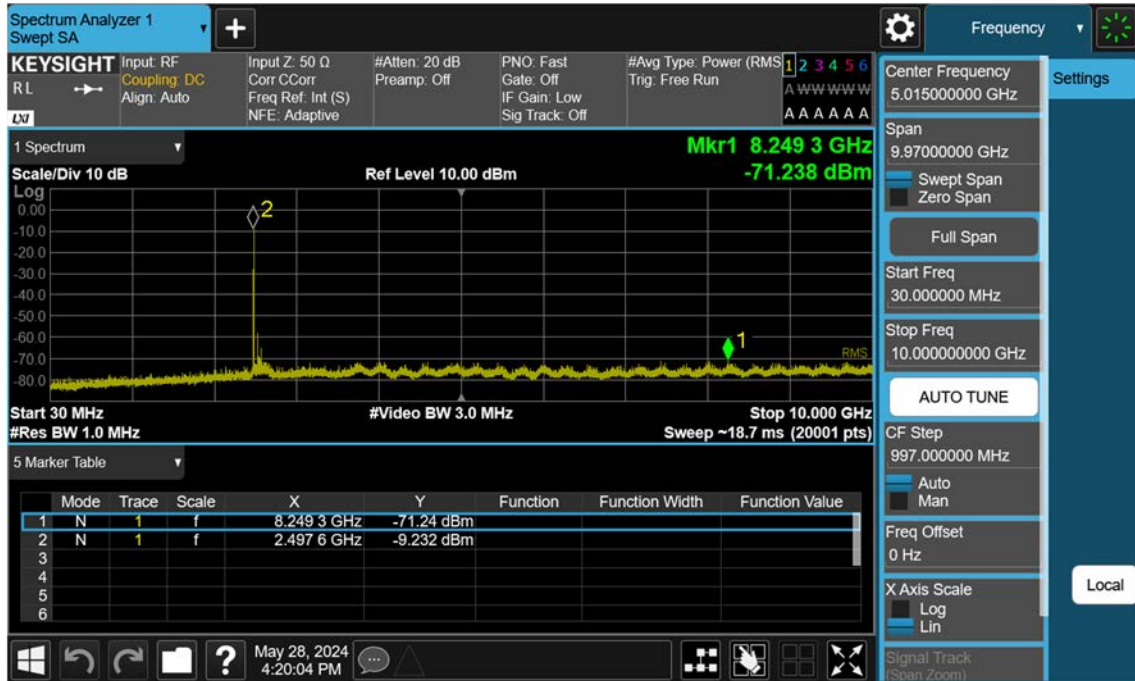 Spectrum Analyzer 1
Swept SA
+
Frequency
KEYSIGHT
R L
LXI
Input: RF
Coupling: DC
Align: Auto
Input Z: 50 Ω
Corr CCorr
Freq Ref: Int (S)
NFE: Adaptive
#Atten: 20 dB
Preamp: Off
PNO: Fast
Gate: Off
IF Gain: Low
Sig Track: Off
#Avg Type: Power (RMS
Trig: Free Run
1 2 3 4 5 6
A W W W W W
A A A A A A
1 Spectrum
Scale/Div 10 dB
Ref Level 10.00 dBm
Mkr1 8.249 3 GHz
-71.238 dBm
Log
0.00
-10.0
-20.0
-30.0
-40.0
-50.0
-60.0
-70.0
-80.0
2
1
RMS
Start 30 MHz
#Video BW 3.0 MHz
Stop 10.000 GHz
#Res BW 1.0 MHz
Sweep ~18.7 ms (20001 pts)
5 Marker Table
Mode Trace Scale X Y Function Function Width Function Value
1 N 1 f 8.249 3 GHz -71.24 dBm
2 N 1 f 2.497 6 GHz -9.232 dBm
3
4
5
6
?
May 28, 2024
4:20:04 PM
Center Frequency
5.015000000 GHz
Settings
Span
9.97000000 GHz
Swept Span
Zero Span
Full Span
Start Freq
30.000000 MHz
Stop Freq
10.000000000 GHz
AUTO TUNE
CF Step
997.000000 MHz
Auto
Man
Freq Offset
0 Hz
X Axis Scale
Log
Lin
Local
Signal Track
(Span Zoom)